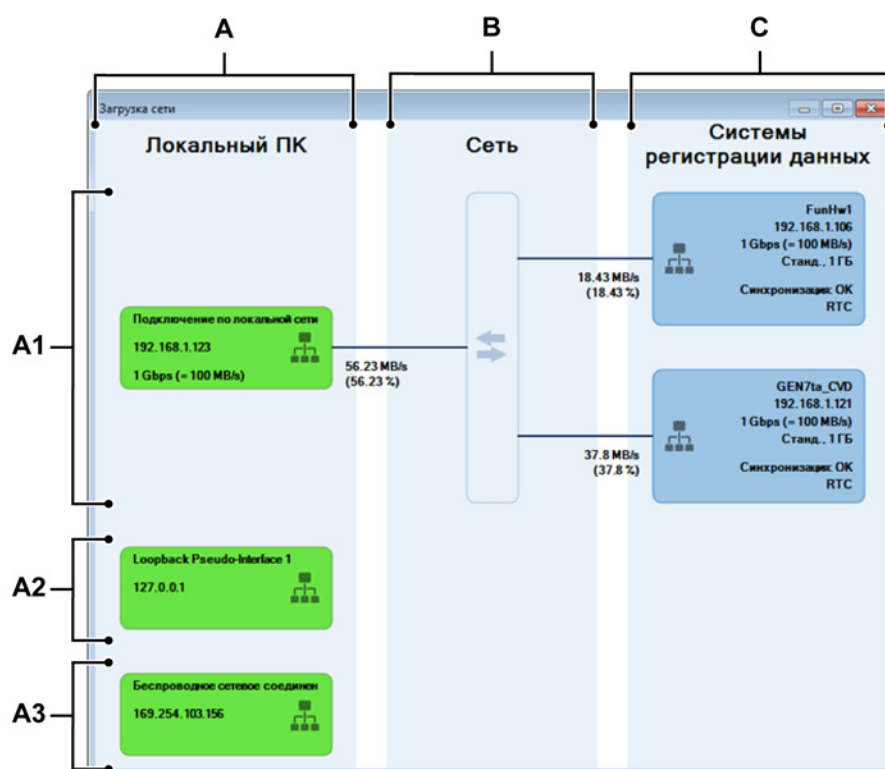 A
B
C
Загрузка сети
Локальный ПК
Сеть
Системы
регистрации данных
A1
Подключение по локальной сети
192.168.1.123
1 Gbps (= 100 MB/s)
56.23 MB/s
(56.23 %)
18.43 MB/s
(18.43 %)
FunHw1
192.168.1.106
1 Gbps (= 100 MB/s)
Станд., 1 ГБ
Синхронизация: OK
RTC
37.8 MB/s
(37.8 %)
GEN7ta_CVD
192.168.1.121
1 Gbps (= 100 MB/s)
Станд., 1 ГБ
Синхронизация: OK
RTC
A2
Loopback Pseudo-Interface 1
127.0.0.1
A3
Беспроводное сетевое соединен
169.254.103.156